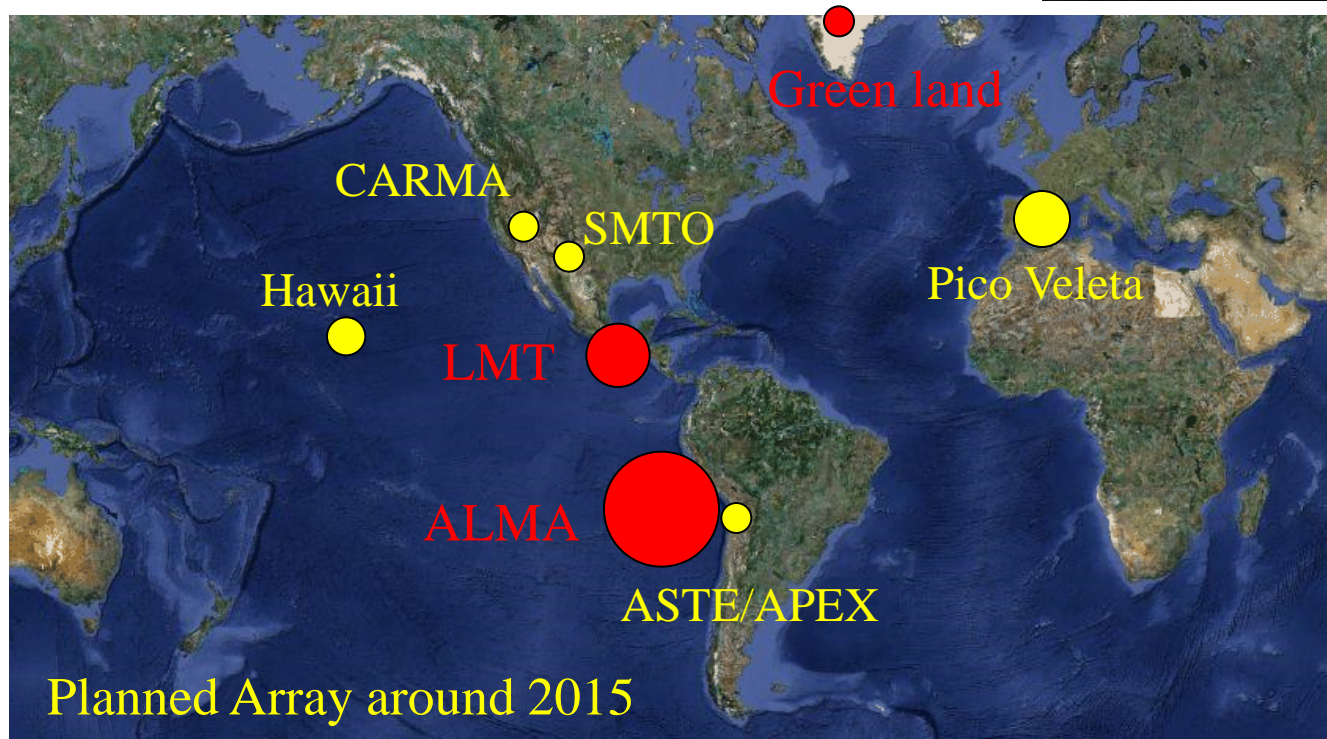 Green land
CARMA
SMTO
Hawaii
Pico Veleta
LMT
ALMA
ASTE/APEX
Planned Array around 2015